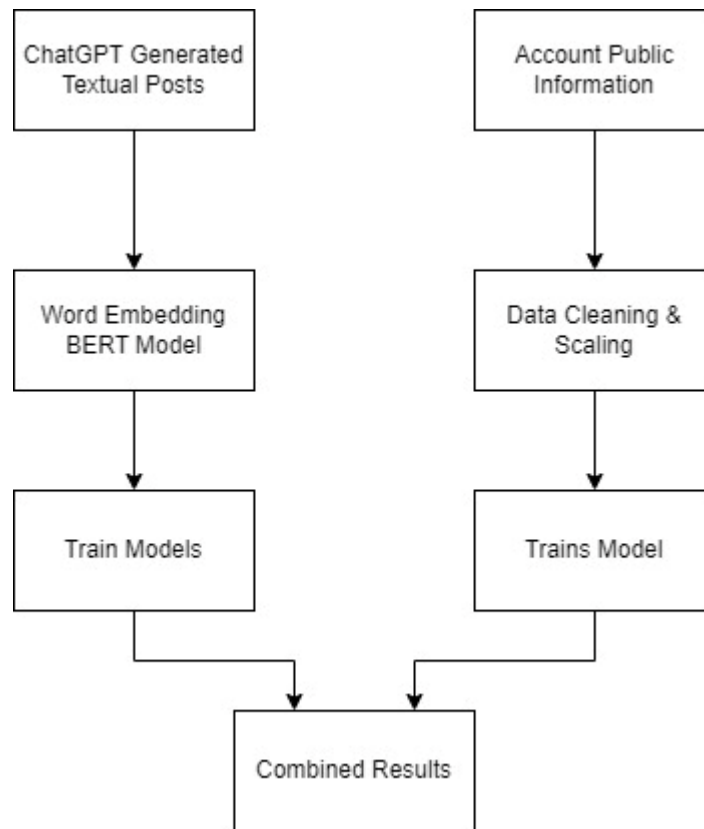 ChatGPT Generated
Textual Posts
Account Public
Information
Word Embedding
BERT Model
Data Cleaning &
Scaling
Train Models
Trains Model
Combined Results